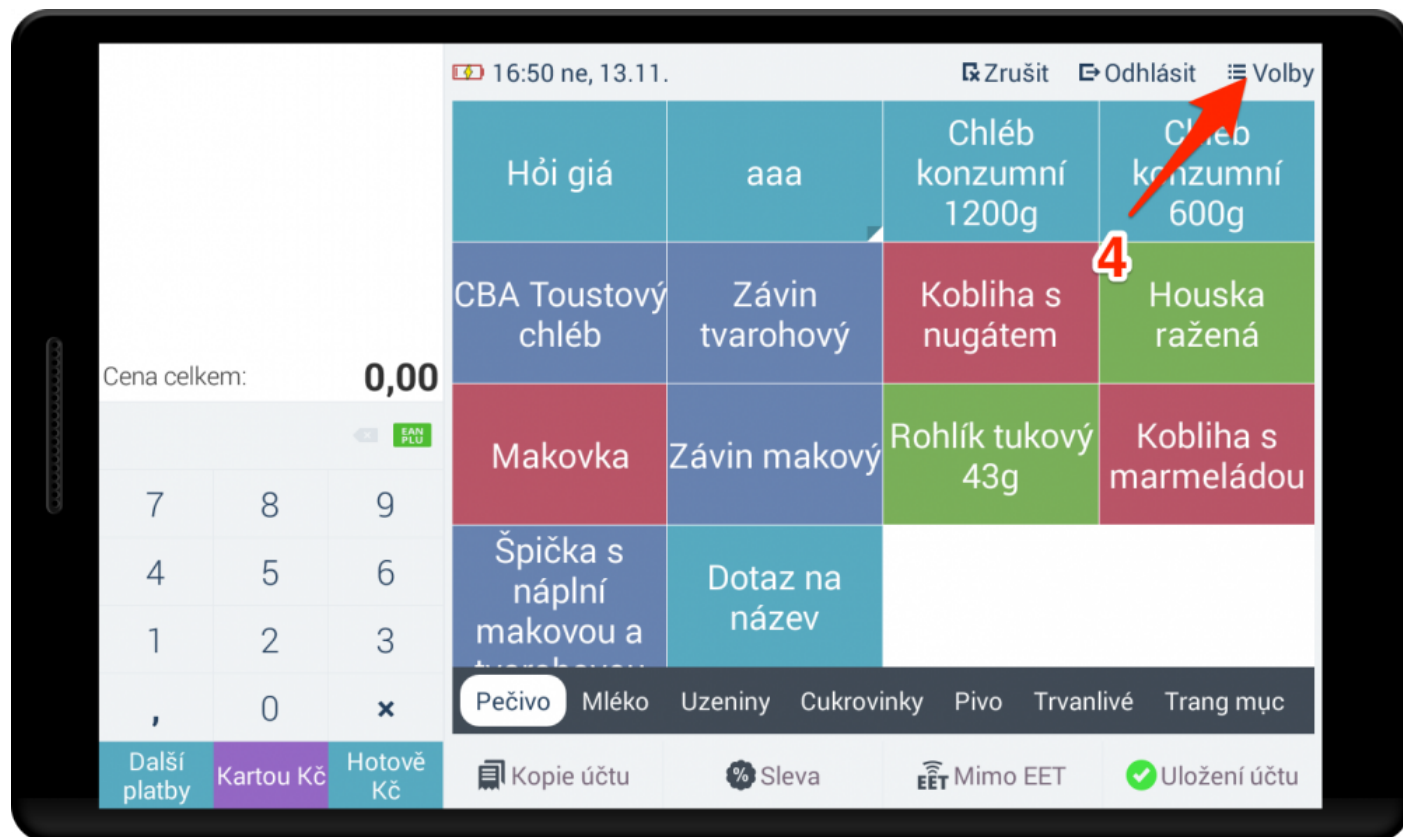 16:50 ne, 13.11.
Zrušit
Odhlásit
Volby
Hỏi giá
aaa
Chléb
konzumní
1200g
Chléb
konzumní
600g
4
CBA Toustový
chléb
Závin
tvarohový
Kobliha s
nugátem
Houska
ražená
Makovka
Závin makový
Rohlík tukový
43g
Kobliha s
marmeládou
Špička s
náplní
makovou a
tvarohovou
Dotaz na
název
Pečivo
Mléko
Uzeniny
Cukrovinky
Pivo
Trvanlivé
Trang mục
Kopie účtu
% Sleva
EET Mimo EET
Uložení účtu
Cena celkem:
0,00
EAN
PLU
7 8 9
4 5 6
1 2 3
, 0 ×
Další
platby
Kartou Kč
Hotově
Kč